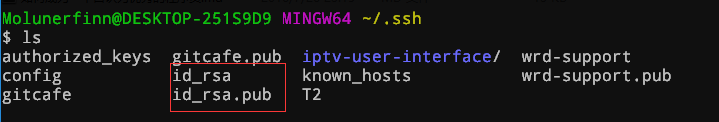 Molunerfinn@DESKTOP-251S9D9 MINGW64 ~/.ssh
$ ls
authorized_keys  gitcafe.pub  iptv-user-interface/  wrd-support
config           id_rsa       known_hosts           wrd-support.pub
gitcafe          id_rsa.pub   T2